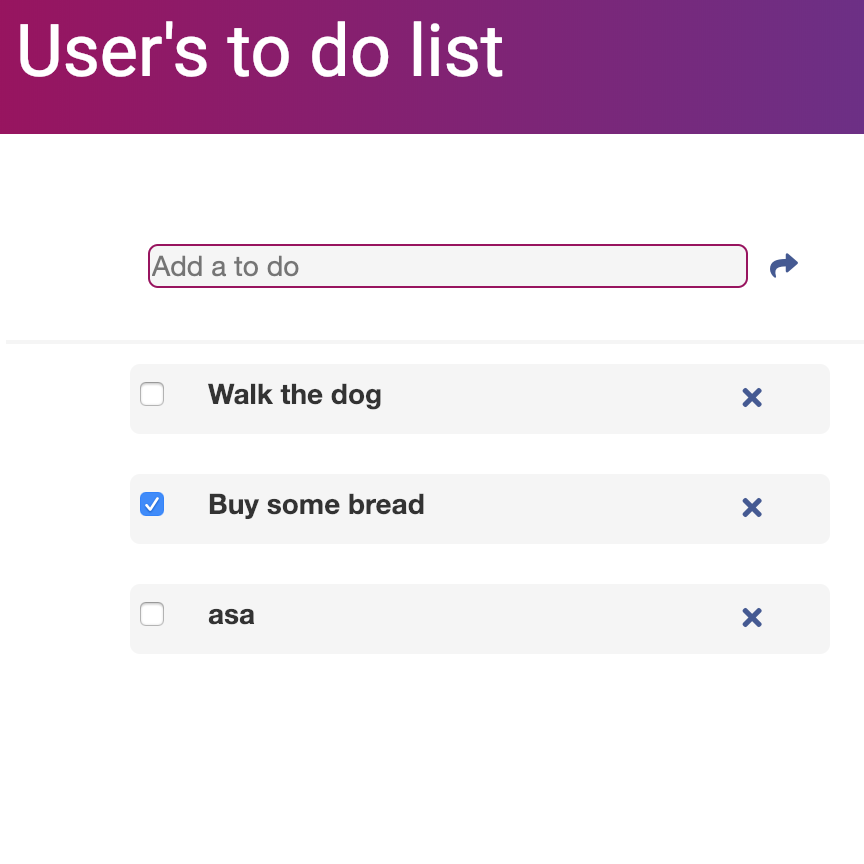 User's to do list
Add a to do
Walk the dog
Buy some bread
asa